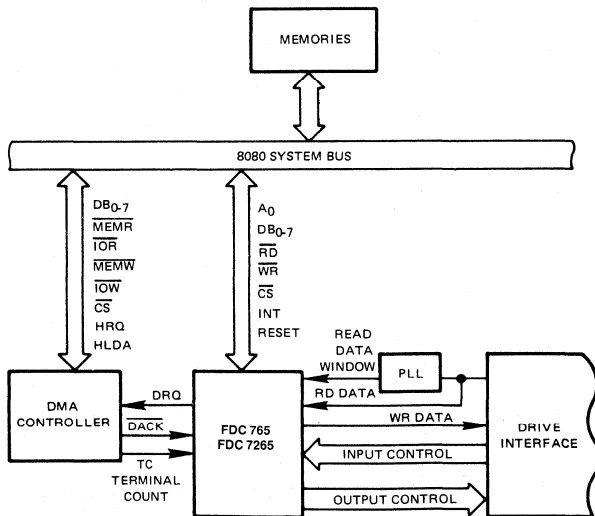 MEMORIES
8080 SYSTEM BUS
DB0-7
MEMR
IOR
MEMW
IOW
CS
HRQ
HLDA
A0
DB0-7
RD
WR
CS
INT
RESET
READ
DATA
WINDOW
PLL
RD DATA
WR DATA
DMA
CONTROLLER
DRQ
DACK
TC
TERMINAL
COUNT
FDC 765
FDC 7265
INPUT CONTROL
OUTPUT CONTROL
DRIVE
INTERFACE